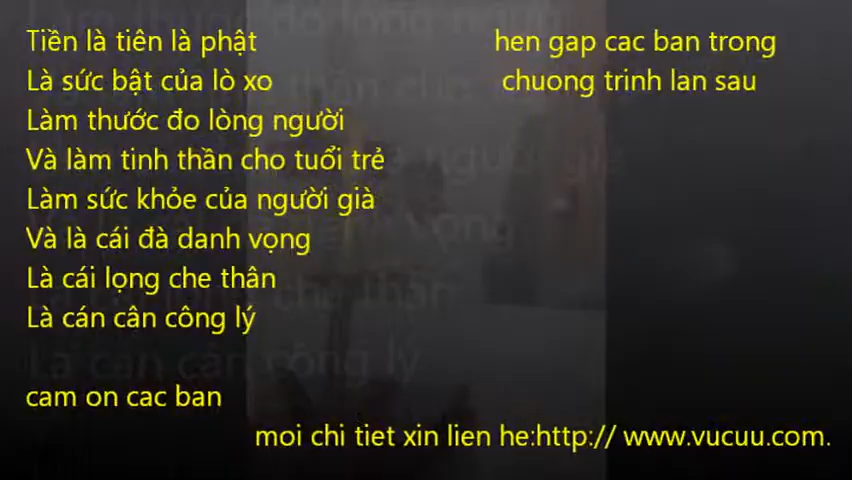 Tiền là tiên là phật
Là sức bật của lò xo
Làm thước đo lòng người
Và làm tinh thần cho tuổi trẻ
Làm sức khỏe của người già
Và là cái đà danh vọng
Là cái lọng che thân
Là cán cân công lý
cam on cac ban
hen gap cac ban trong
chuong trinh lan sau
moi chi tiet xin lien he:http:// www.vucuu.com.